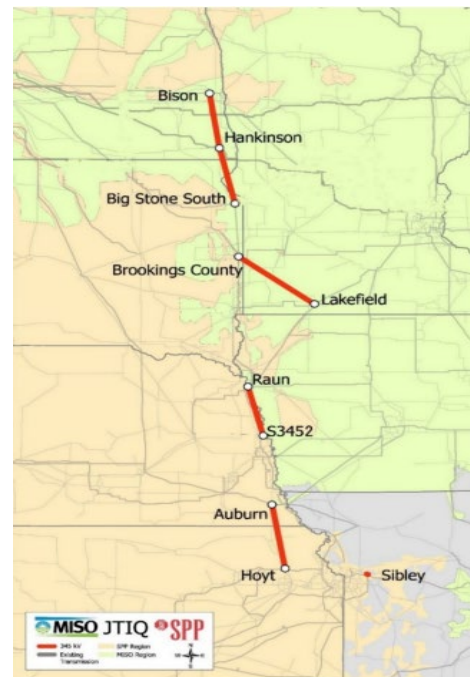 Bison
Hankinson
Big Stone South
Brookings County
Lakefield
Raun
S3452
Auburn
Hoyt
Sibley
MISO JTIQ SPP
345 kV
SPP Region
Existing Transmission
MISO Region